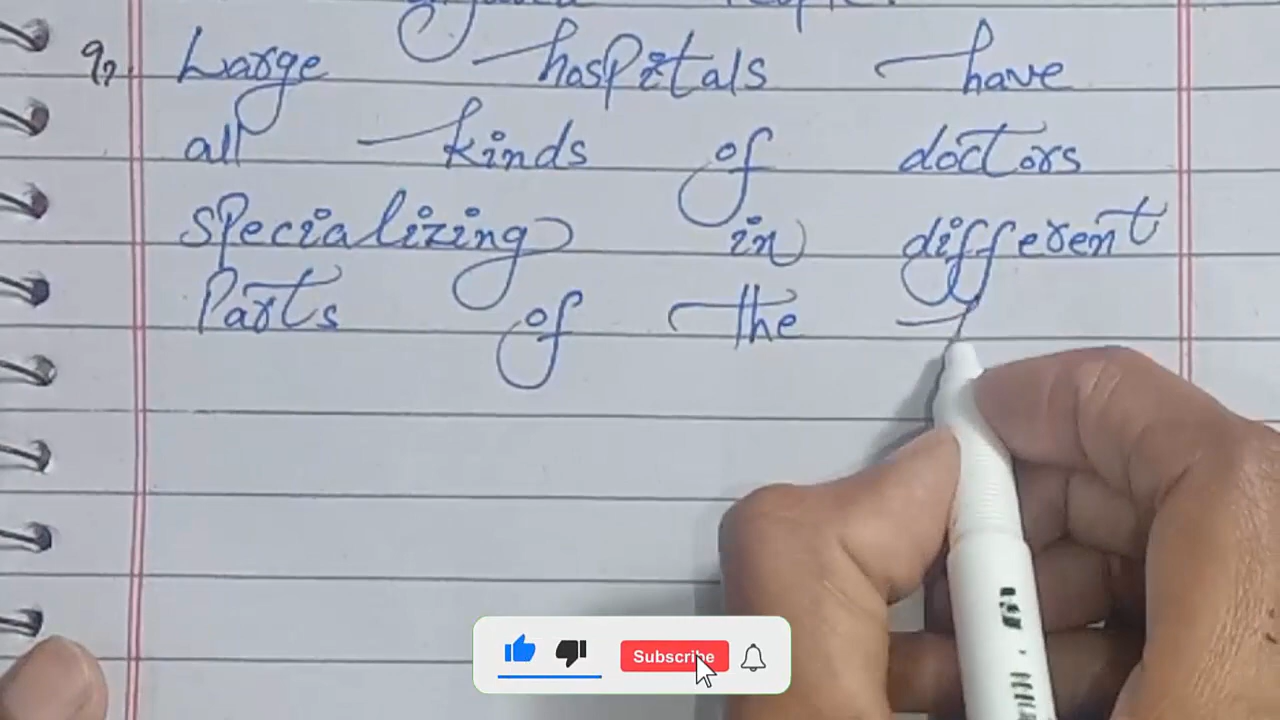 9, Large hospitals have
all kinds of doctors
specializing in different
Parts of the
Subscribe